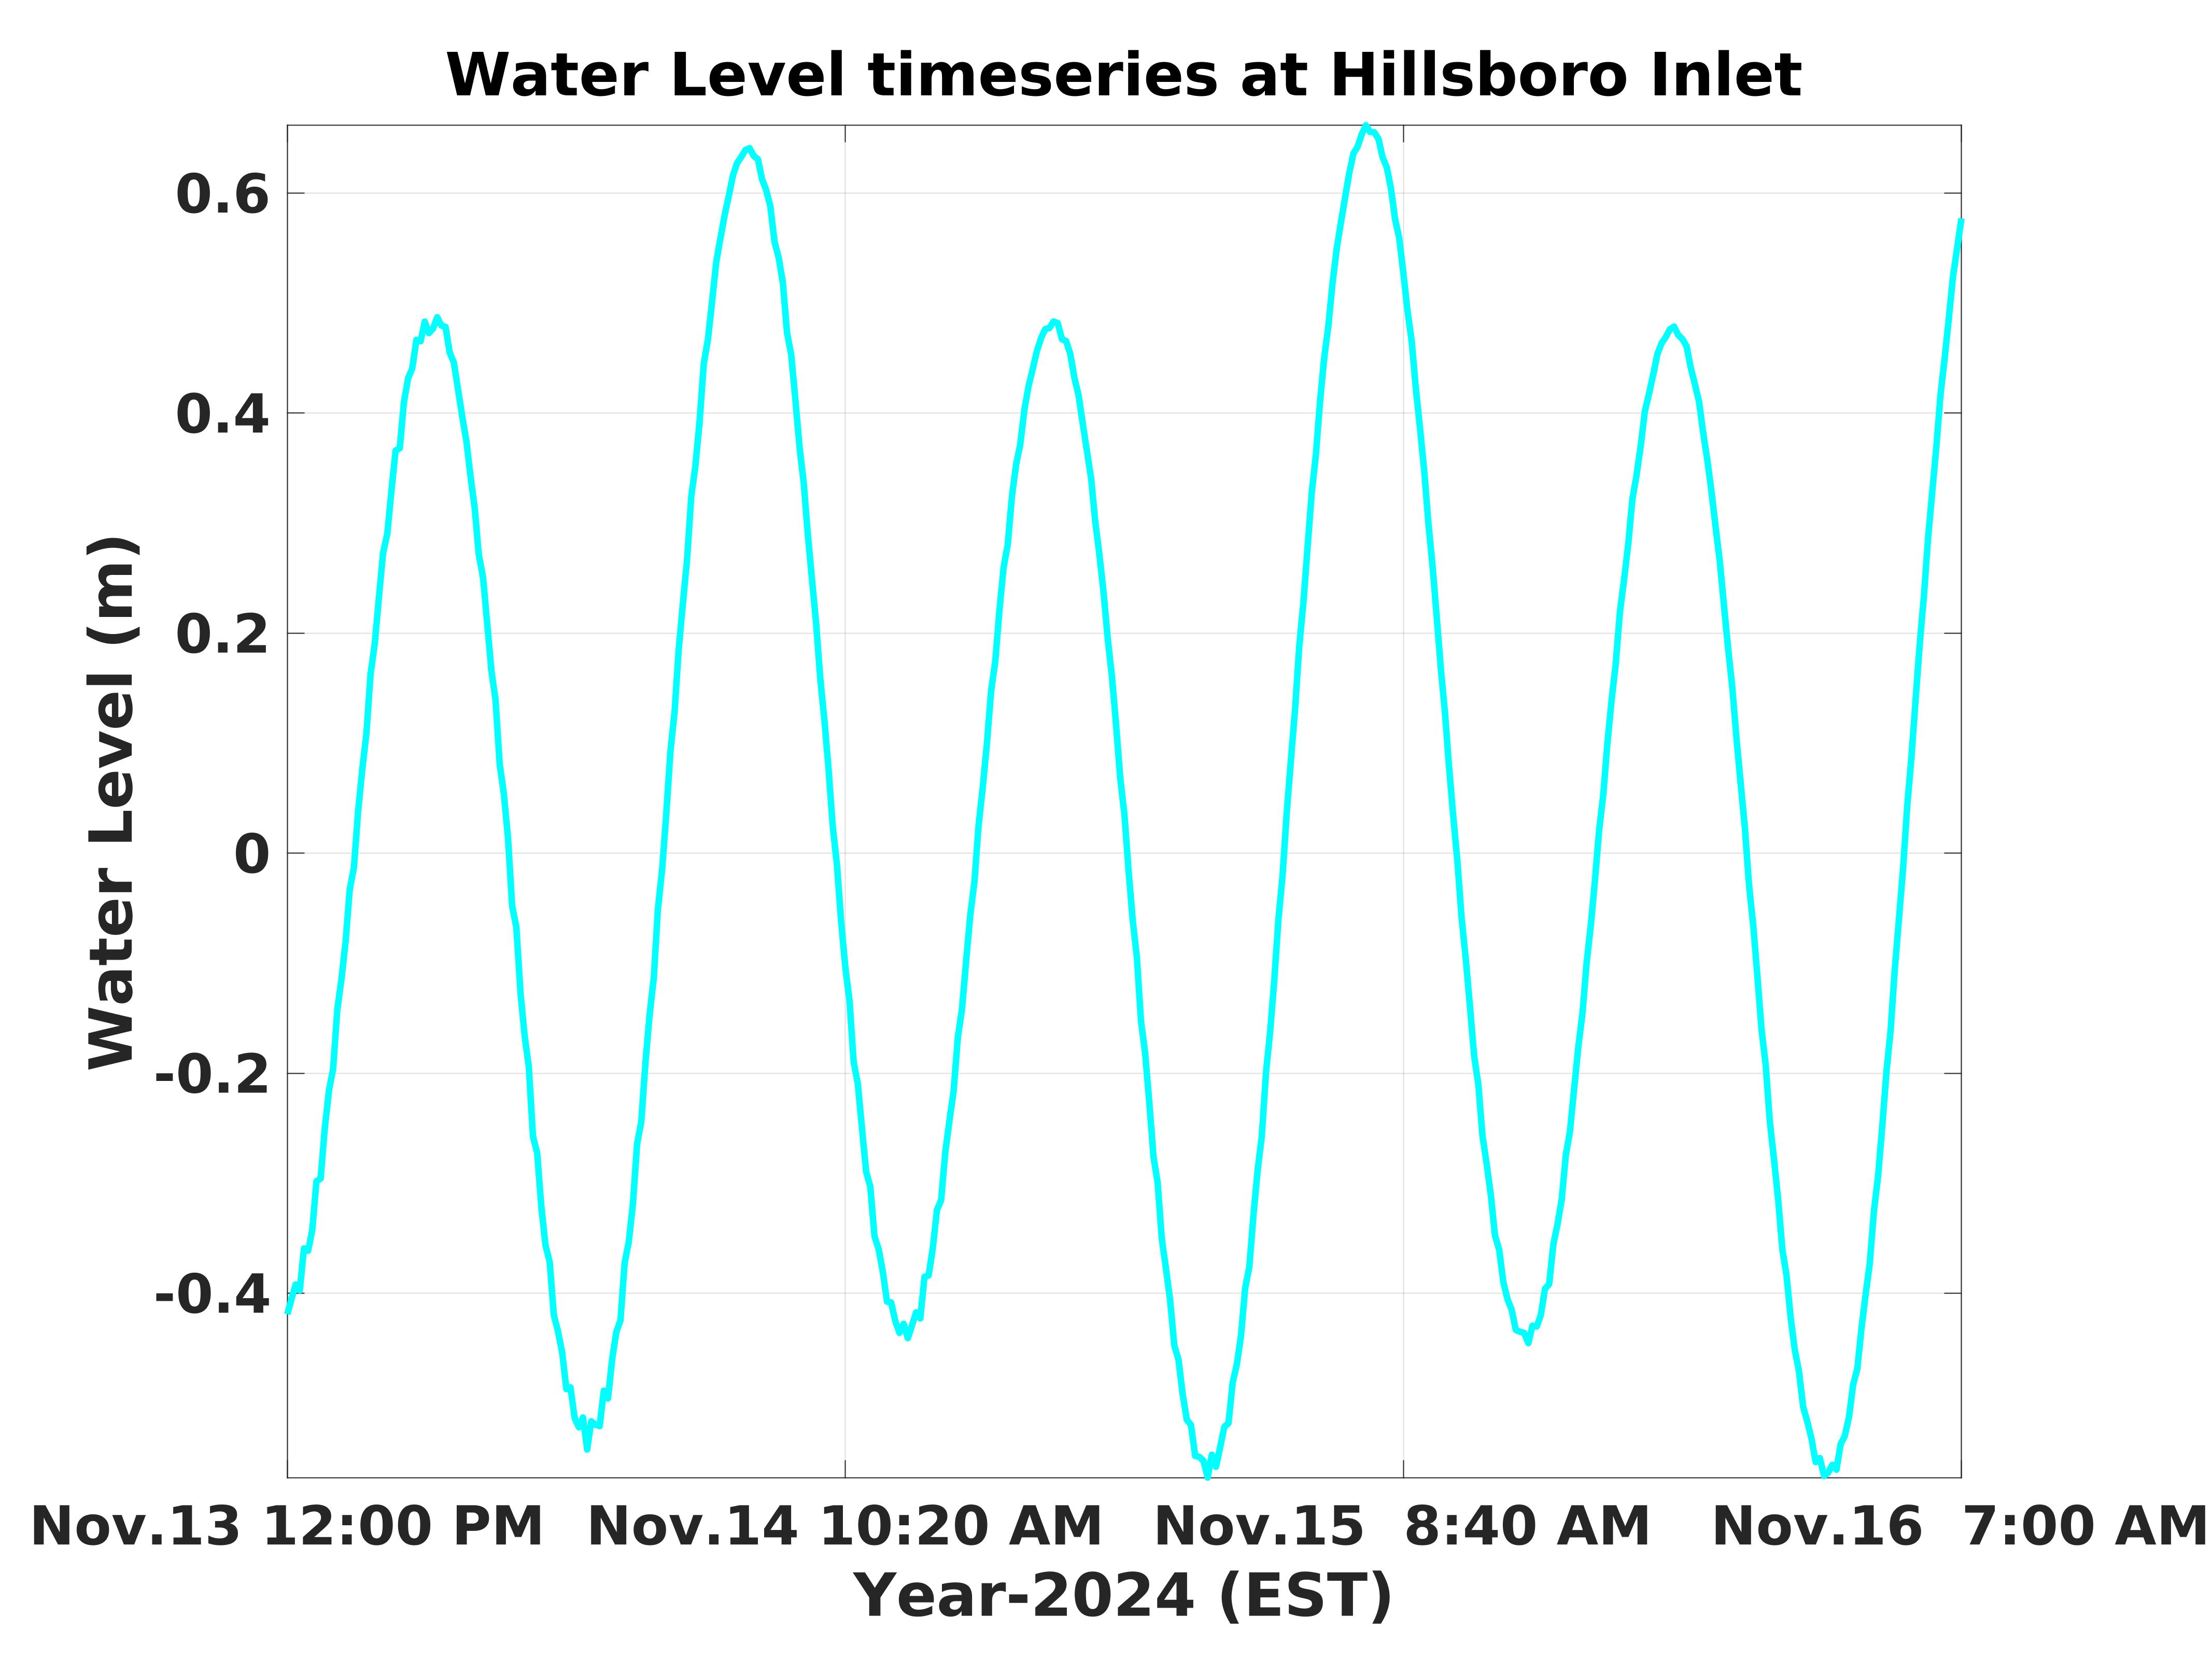 Water Level timeseries at Hillsboro Inlet
0.6
0.4
0.2
0
-0.2
-0.4
Water Level (m)
Nov.13 12:00 PM Nov.14 10:20 AM Nov.15 8:40 AM Nov.16 7:00 AM
Year-2024 (EST)